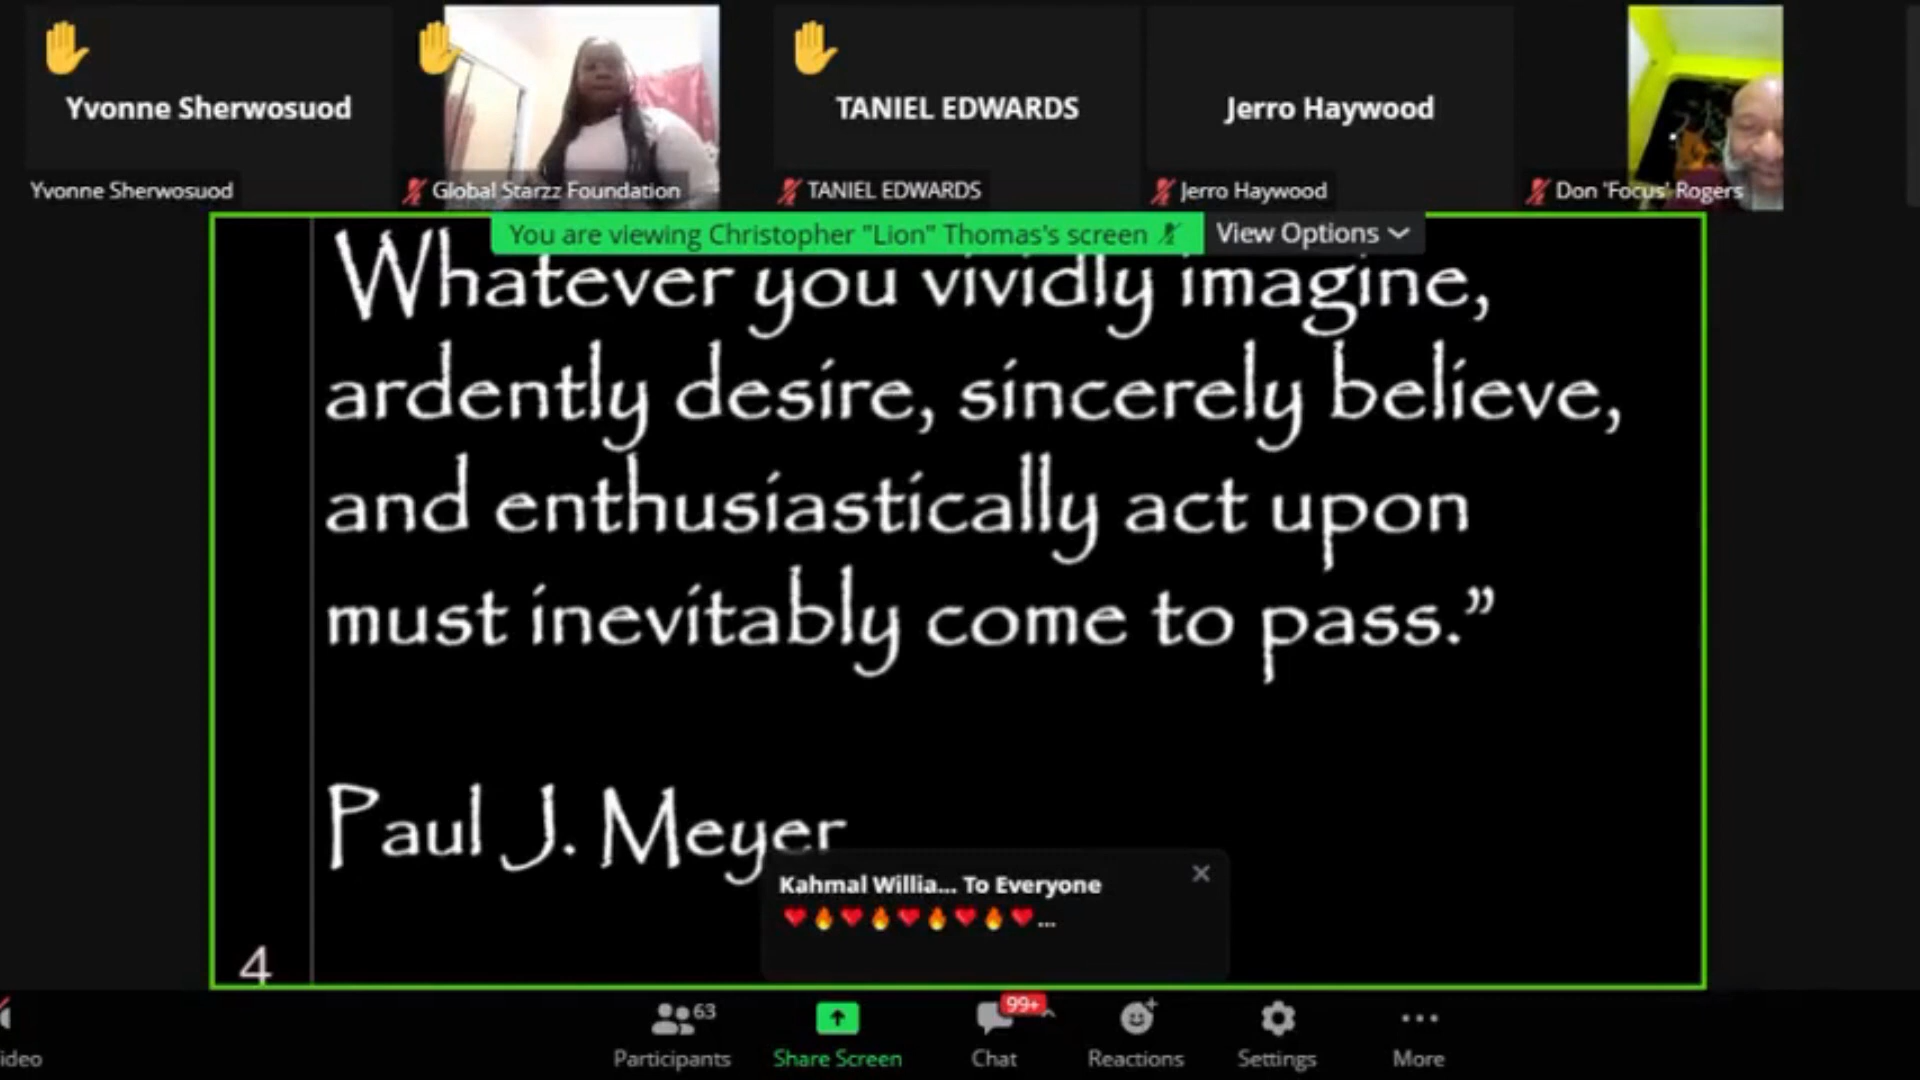 Yvonne Sherwosuod
TANIEL EDWARDS
Jerro Haywood
Yvonne Sherwosuod
Global Starzz Foundation
TANIEL EDWARDS
Jerro Haywood
Don 'Focus' Rogers
You are viewing Christopher "Lion" Thomas's screen
View Options
Whatever you vividly imagine,
ardently desire, sincerely believe,
and enthusiastically act upon
must inevitably come to pass.”
Paul J. Meyer
Kahmal Willia... To Everyone
❤🔥❤🔥❤🔥❤🔥❤...
4
63
99+
ideo
Participants
Share Screen
Chat
Reactions
Settings
More